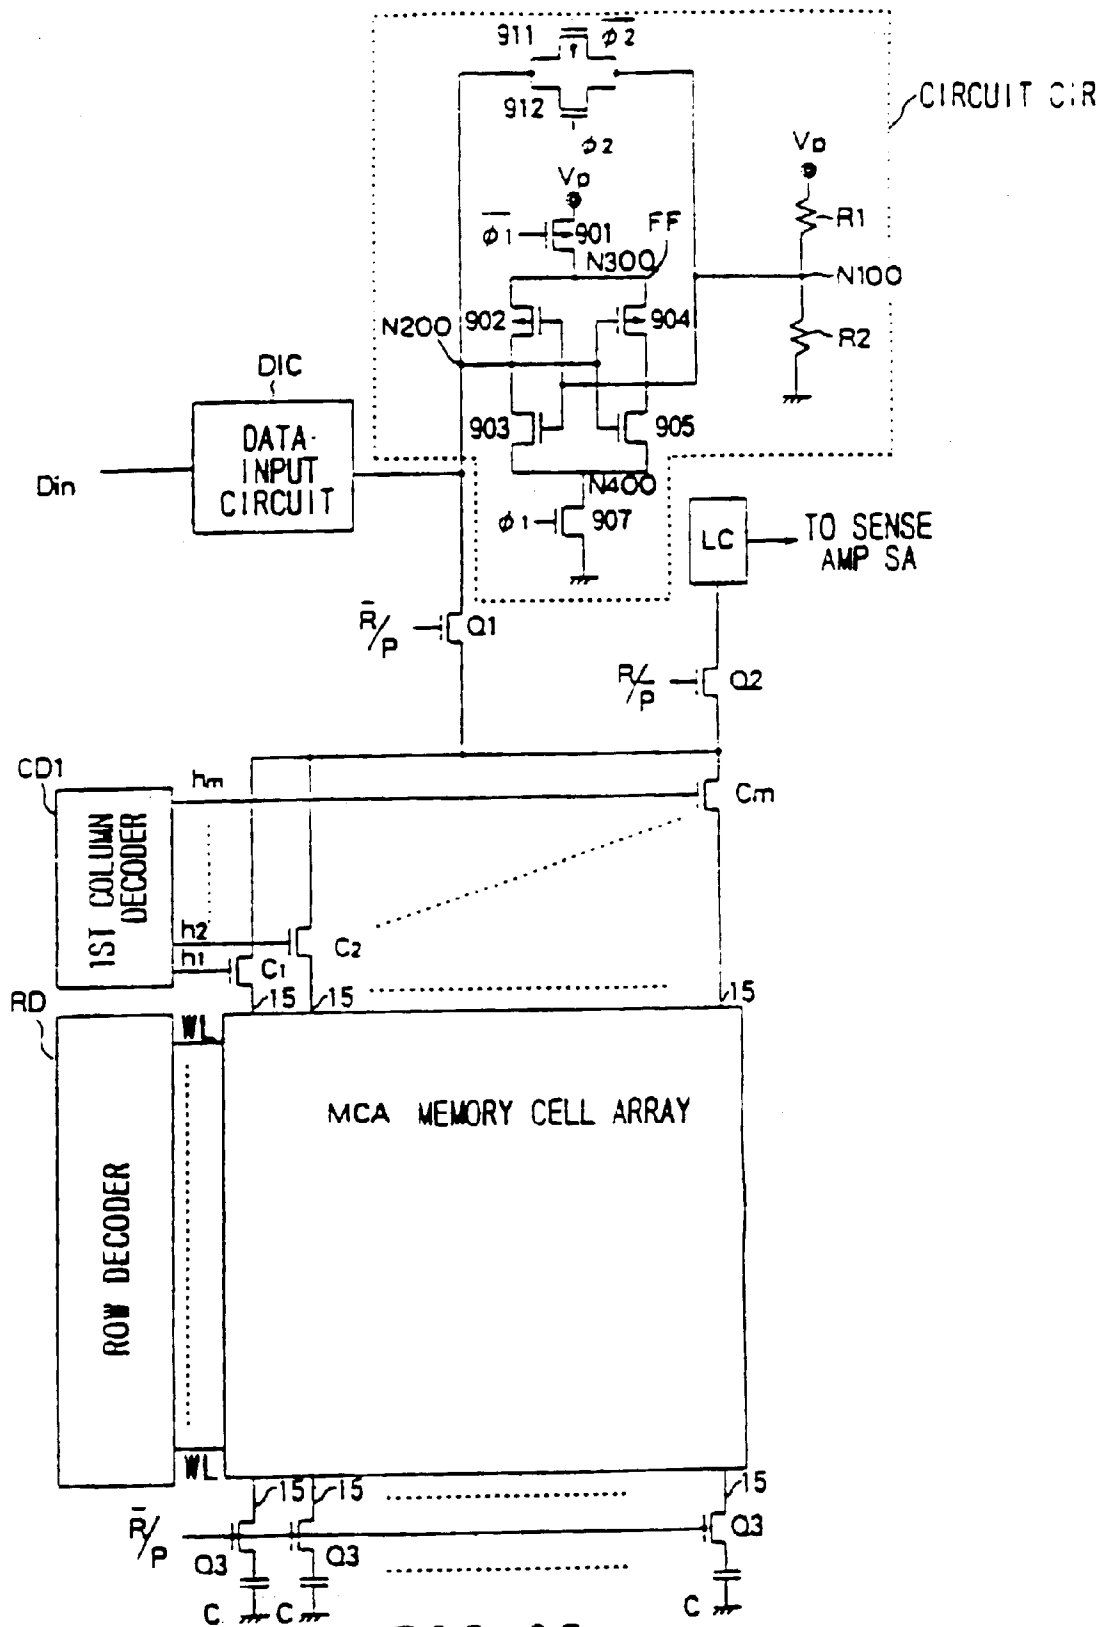 911 φ2
912
φ2
CIRCUIT CIR
Vp
R1
N100
R2
Vp
φ1 901
N300
FF
902 904
N200
903 905
N400
φ1 907
DIC
DATA-
INPUT
CIRCUIT
Din
LC
TO SENSE
AMP SA
R/P Q1
R/P Q2
CD1
1ST COLUMN
DECODER
hm
h2
h1
Cm
C2
C1
15 15 15
RD
ROW DECODER
WL
WL
MCA MEMORY CELL ARRAY
15 15 15
R/P
Q3 Q3 Q3
C C C